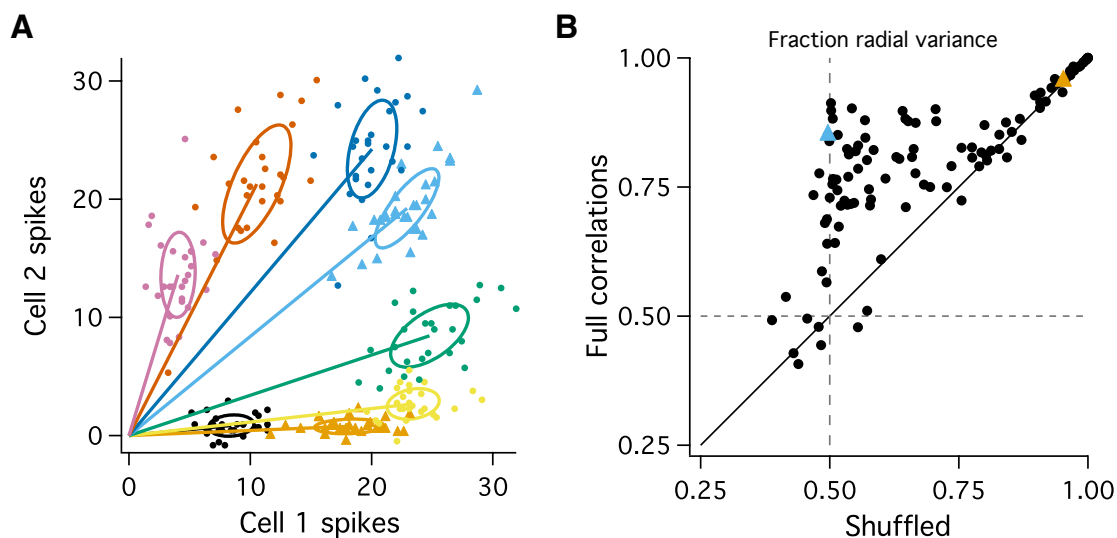 A
B
Fraction radial variance
30
20
10
0
Cell 2 spikes
0
10
20
30
Cell 1 spikes
1.00
0.75
0.50
0.25
Full correlations
0.25
0.50
0.75
1.00
Shuffled